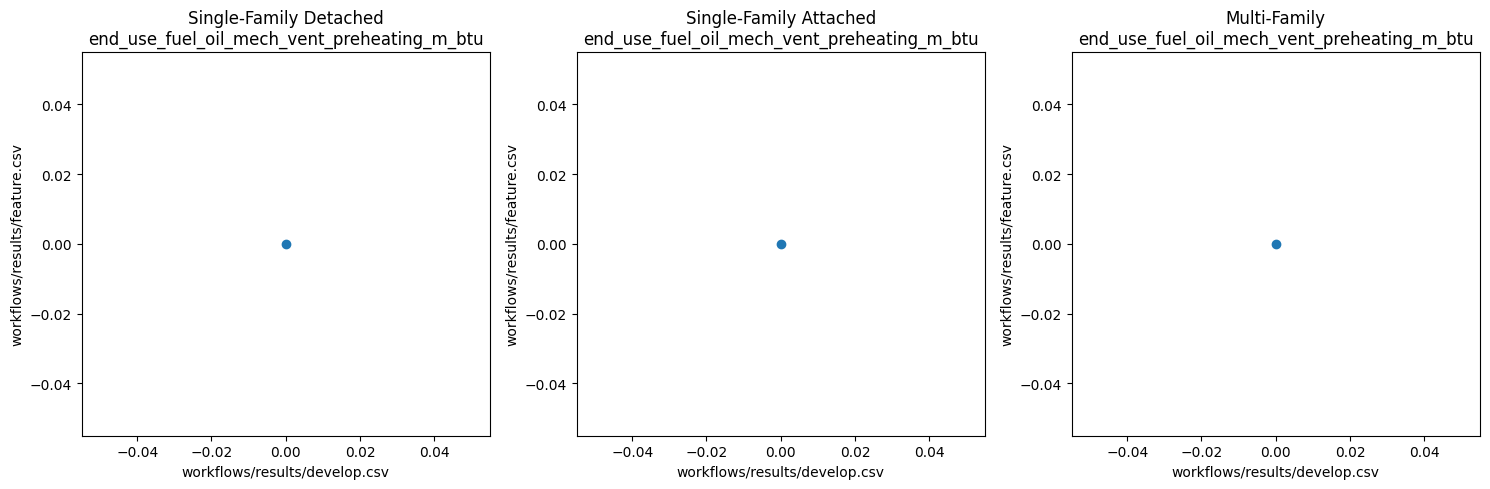 Single-Family Detached
end_use_fuel_oil_mech_vent_preheating_m_btu
workflows/results/feature.csv
0.04
0.02
0.00
−0.02
−0.04
−0.04 −0.02 0.00 0.02 0.04
workflows/results/develop.csv
Single-Family Attached
end_use_fuel_oil_mech_vent_preheating_m_btu
workflows/results/feature.csv
0.04
0.02
0.00
−0.02
−0.04
−0.04 −0.02 0.00 0.02 0.04
workflows/results/develop.csv
Multi-Family
end_use_fuel_oil_mech_vent_preheating_m_btu
workflows/results/feature.csv
0.04
0.02
0.00
−0.02
−0.04
−0.04 −0.02 0.00 0.02 0.04
workflows/results/develop.csv